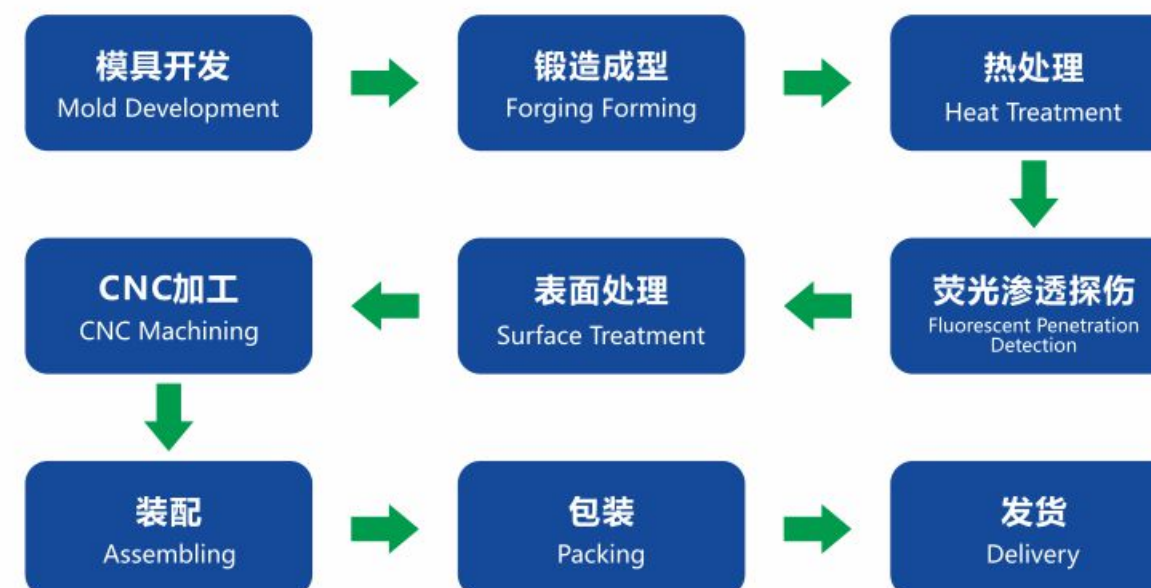 模具开发
Mold Development
锻造成型
Forging Forming
热处理
Heat Treatment
荧光渗透探伤
Fluorescent Penetration
Detection
表面处理
Surface Treatment
CNC加工
CNC Machining
装配
Assembling
包装
Packing
发货
Delivery